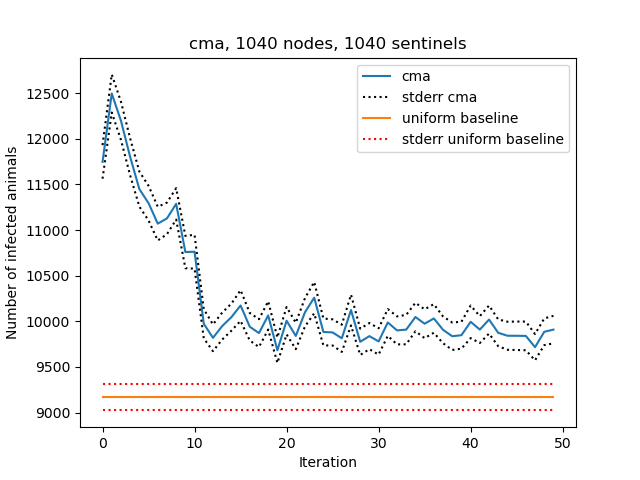 cma, 1040 nodes, 1040 sentinels
cma
stderr cma
uniform baseline
stderr uniform baseline
Number of infected animals
12500
12000
11500
11000
10500
10000
9500
9000
0 10 20 30 40 50
Iteration